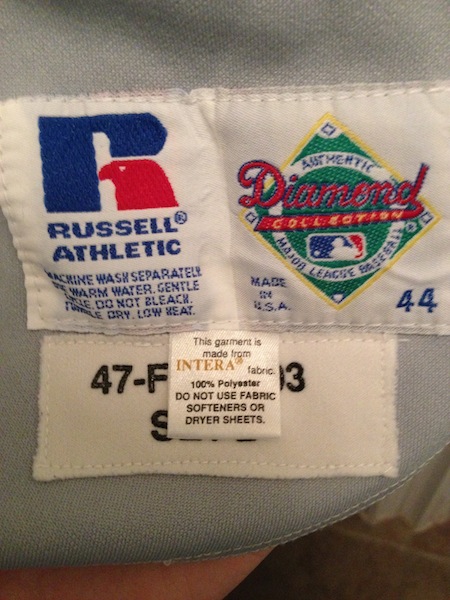 RUSSELL®
ATHLETIC
MACHINE WASH SEPARATELY
WARM WATER. GENTLE
DO NOT BLEACH.
DRY. LOW HEAT.
AUTHENTIC
Diamond
COLLECTION
MAJOR LEAGUE BASEBALL
MADE
IN
U.S.A.
44
This garment is
made from
INTERA® fabric.
100% Polyester
DO NOT USE FABRIC
SOFTENERS OR
DRYER SHEETS.
47-F
93